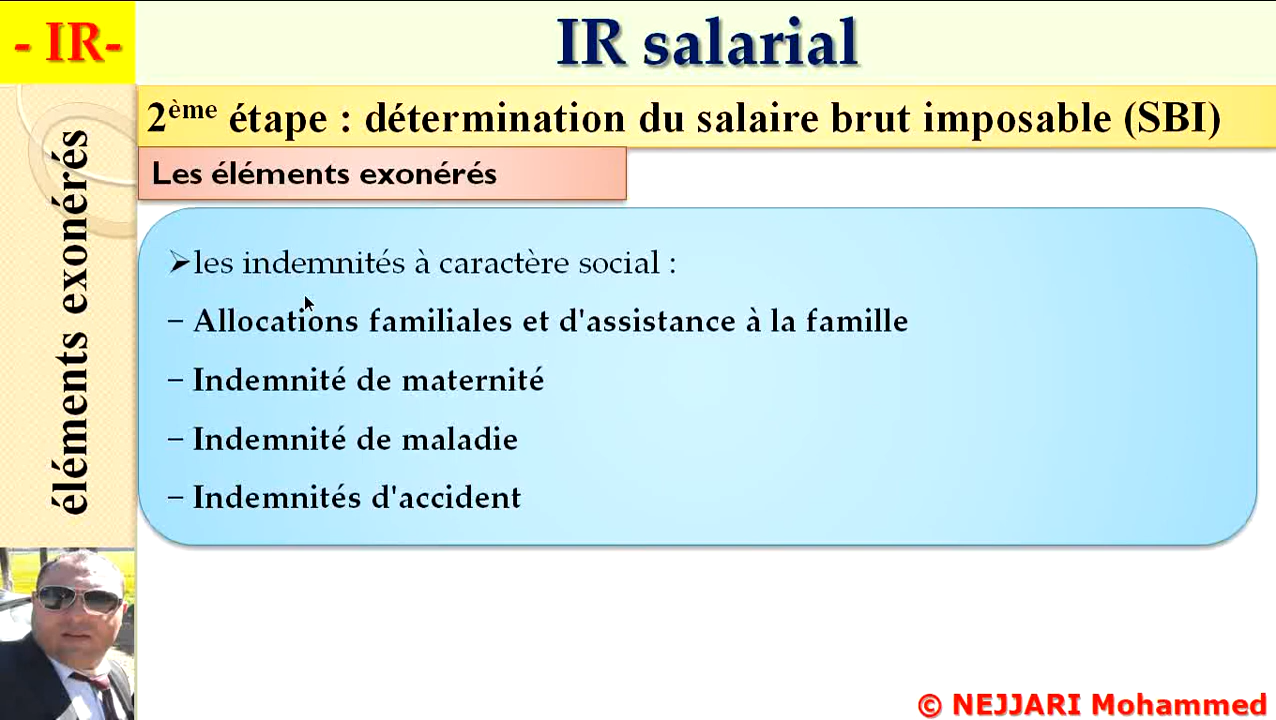 - IR-
IR salarial
2ème étape : détermination du salaire brut imposable (SBI)
Les éléments exonérés
éléments exonérés
➢les indemnités à caractère social :
– Allocations familiales et d'assistance à la famille
– Indemnité de maternité
– Indemnité de maladie
– Indemnités d'accident
© NEJJARI Mohammed